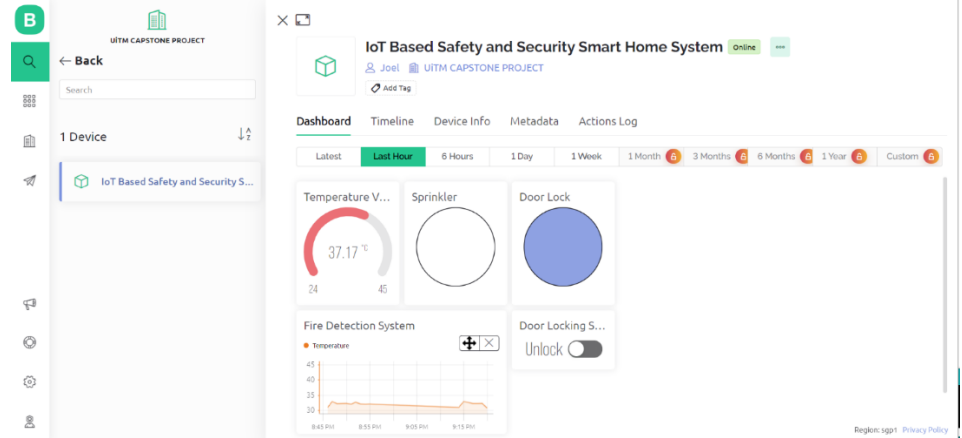 B
UiTM CAPSTONE PROJECT
← Back
Search
1 Device
IoT Based Safety and Security S...
IoT Based Safety and Security Smart Home System Online
Joel UiTM CAPSTONE PROJECT
Add Tag
Dashboard Timeline Device Info Metadata Actions Log
Latest Last Hour 6 Hours 1 Day 1 Week 1 Month 3 Months 6 Months 1 Year Custom
Temperature V... Sprinkler Door Lock
37.17 °C
24 45
Fire Detection System
Temperature
45
40
35
30
8:45 PM 8:55 PM 9:05 PM 9:15 PM
Door Locking S...
Unlock
Region: sgp1 Privacy Policy